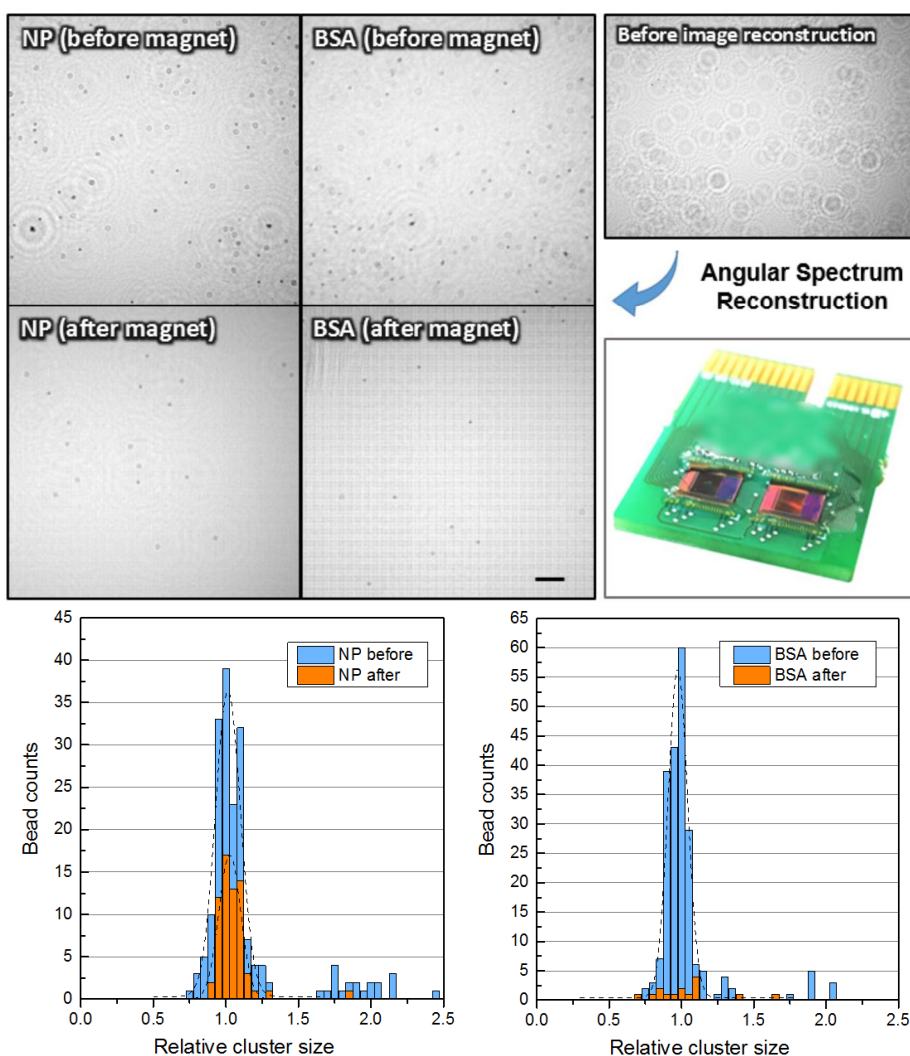 NP (before magnet)
BSA (before magnet)
Before image reconstruction
Angular Spectrum
Reconstruction
NP (after magnet)
BSA (after magnet)
45
40
35
30
25
20
15
10
5
0
Bead counts
NP before
NP after
0.0 0.5 1.0 1.5 2.0 2.5
Relative cluster size
65
60
55
50
45
40
35
30
25
20
15
10
5
0
Bead counts
BSA before
BSA after
0.0 0.5 1.0 1.5 2.0 2.5
Relative cluster size